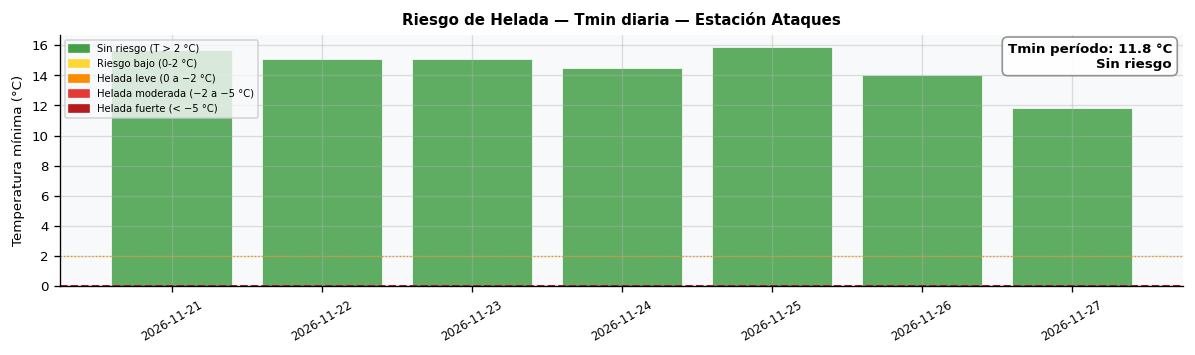 Riesgo de Helada — Tmin diaria — Estación Ataques
Temperatura mínima (°C)
16
14
12
10
8
6
4
2
0
Sin riesgo (T > 2 °C)
Riesgo bajo (0-2 °C)
Helada leve (0 a −2 °C)
Helada moderada (−2 a −5 °C)
Helada fuerte (< −5 °C)
Tmin período: 11.8 °C
Sin riesgo
2026-11-21
2026-11-22
2026-11-23
2026-11-24
2026-11-25
2026-11-26
2026-11-27